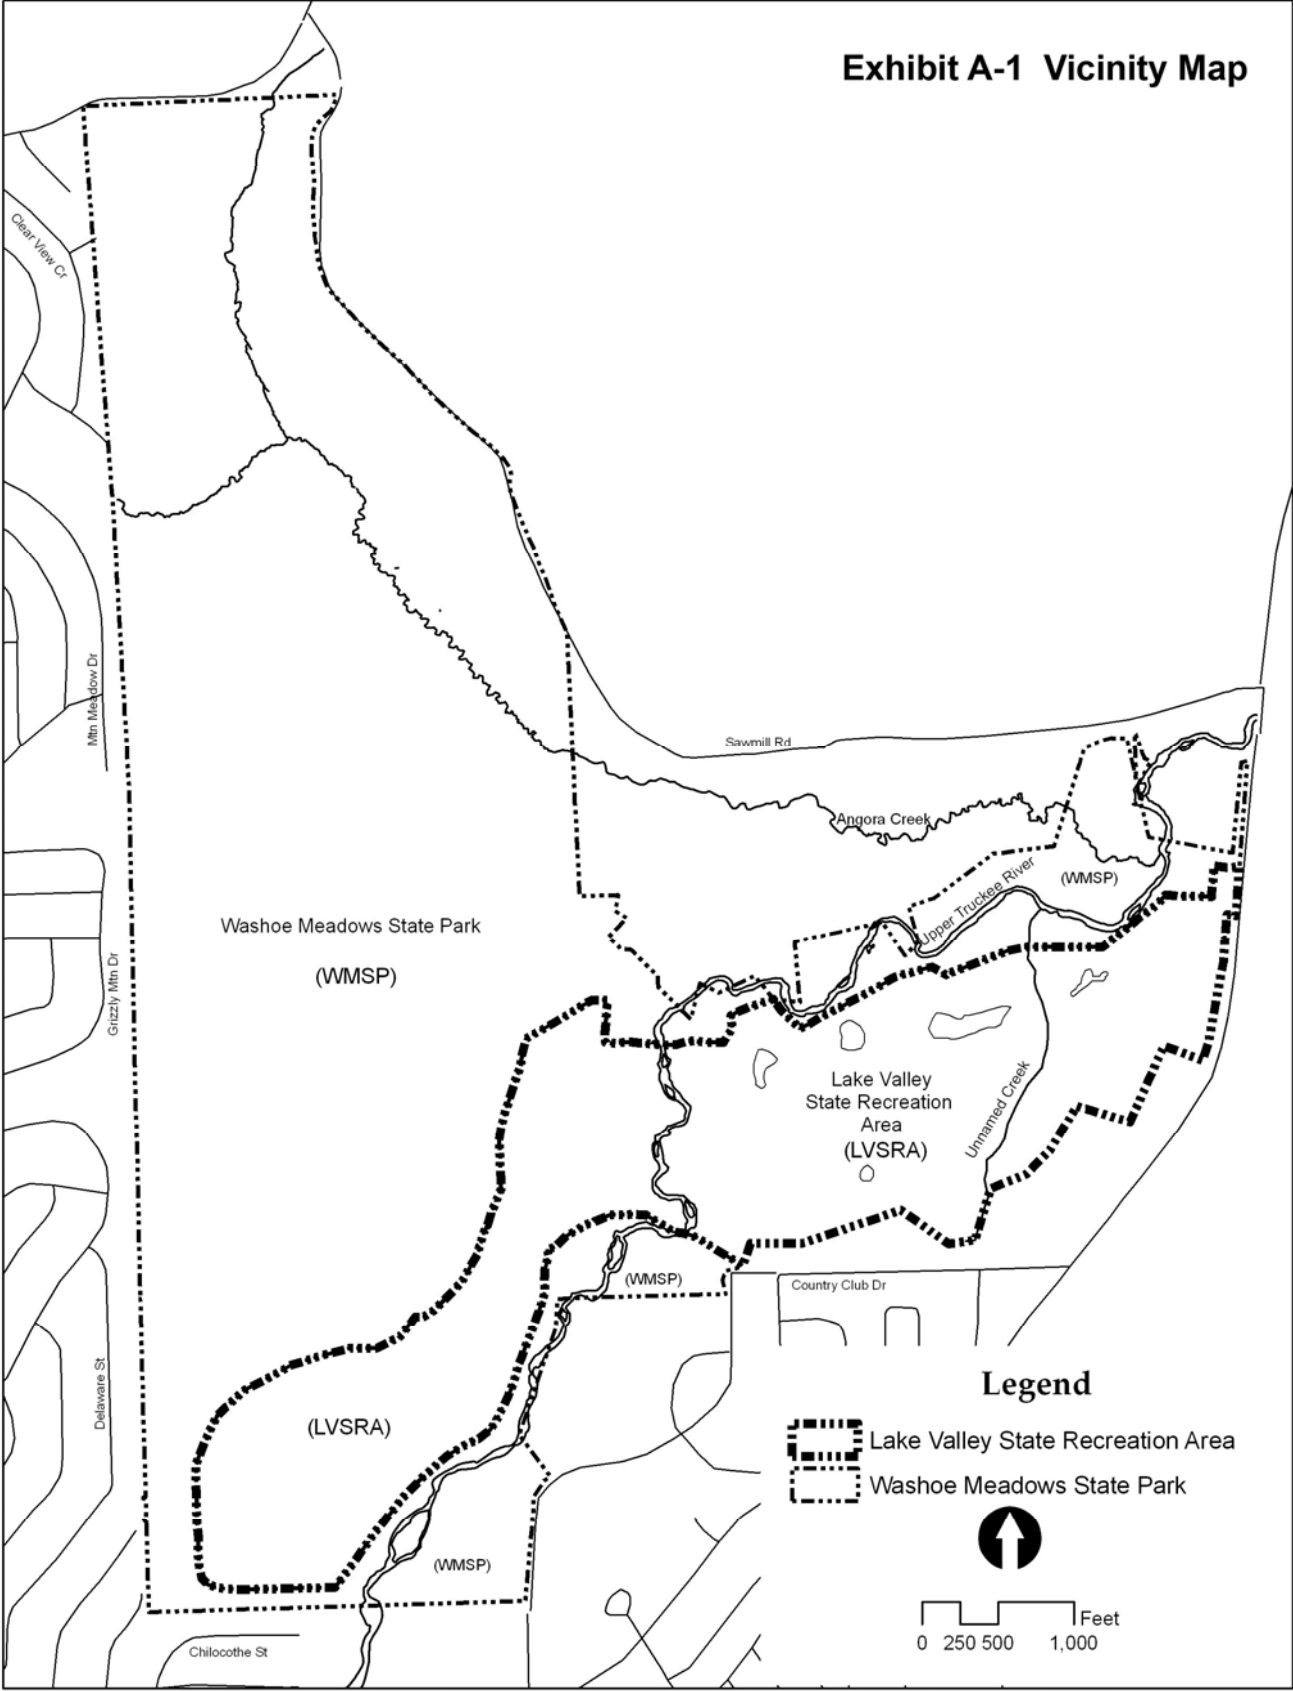 Exhibit A-1 Vicinity Map
Clear View Cr
Mtn Meadow Dr
Sawmill Rd
Angora Creek
Upper Truckee River
(WMSP)
Washoe Meadows State Park
(WMSP)
Grizzly Mtn Dr
Lake Valley
State Recreation
Area
(LVSRA)
Unnamed Creek
(WMSP)
Country Club Dr
Delaware St
(LVSRA)
(WMSP)
Chilocothe St
Legend
Lake Valley State Recreation Area
Washoe Meadows State Park
Feet
0 250 500 1,000